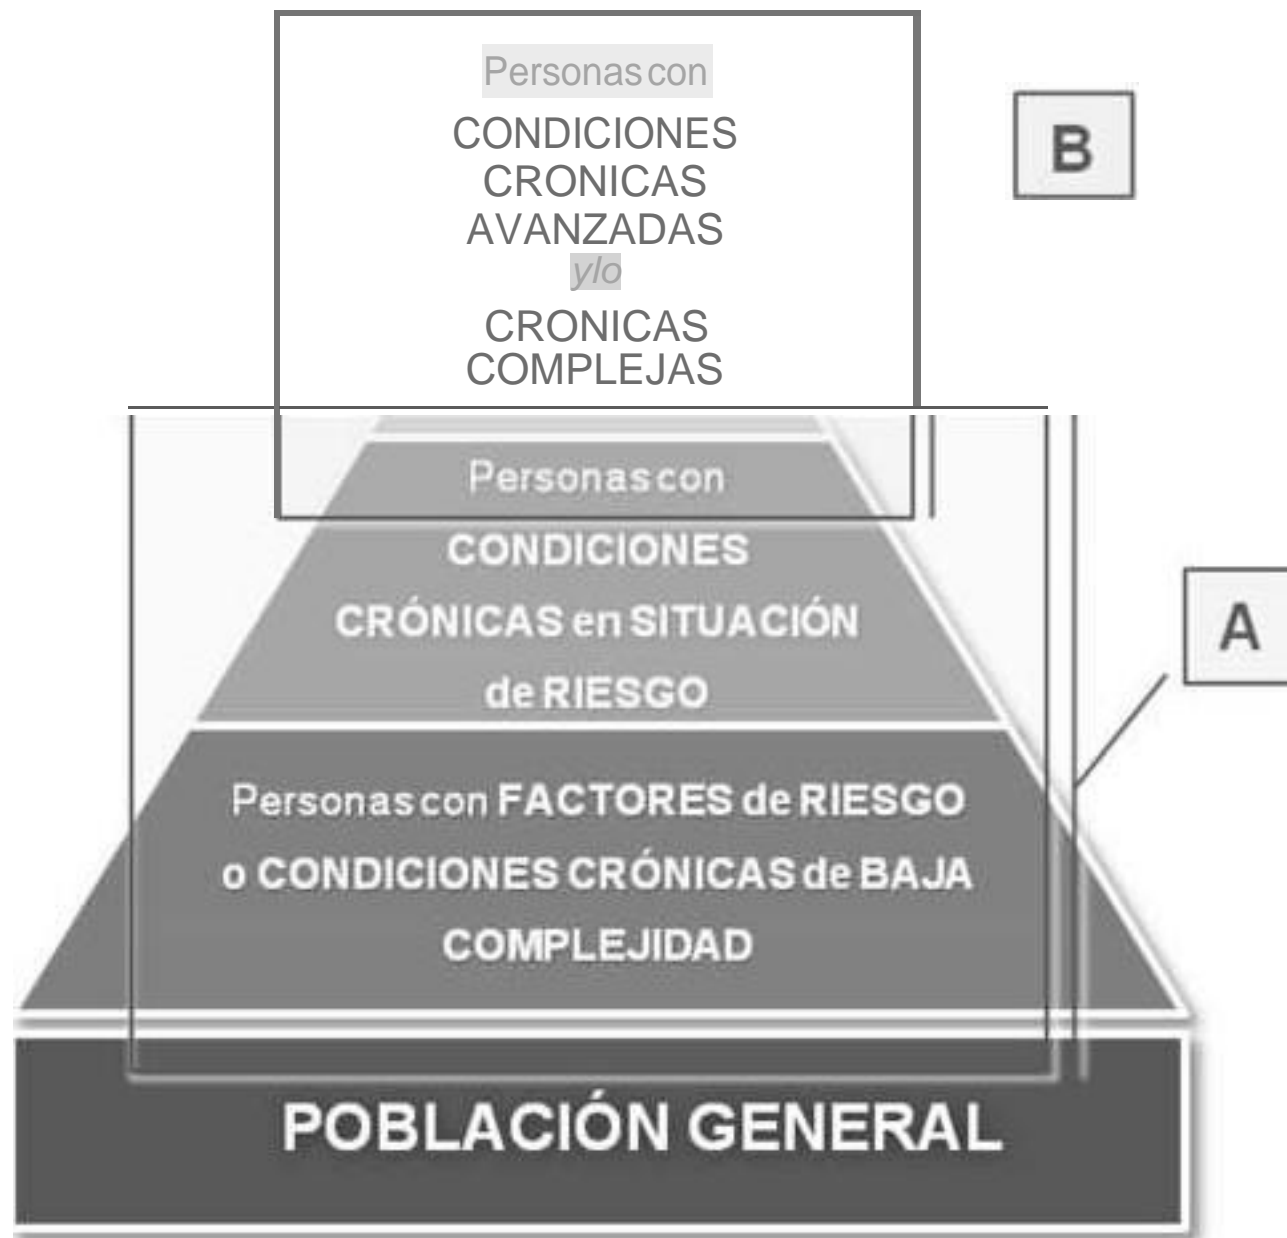 Personas con
CONDICIONES
CRONICAS
AVANZADAS
ylo
CRONICAS
COMPLEJAS
B
Personas con
CONDICIONES
CRÓNICAS en SITUACIÓN
de RIESGO
A
Personas con FACTORES de RIESGO
o CONDICIONES CRÓNICAS de BAJA
COMPLEJIDAD
POBLACIÓN GENERAL